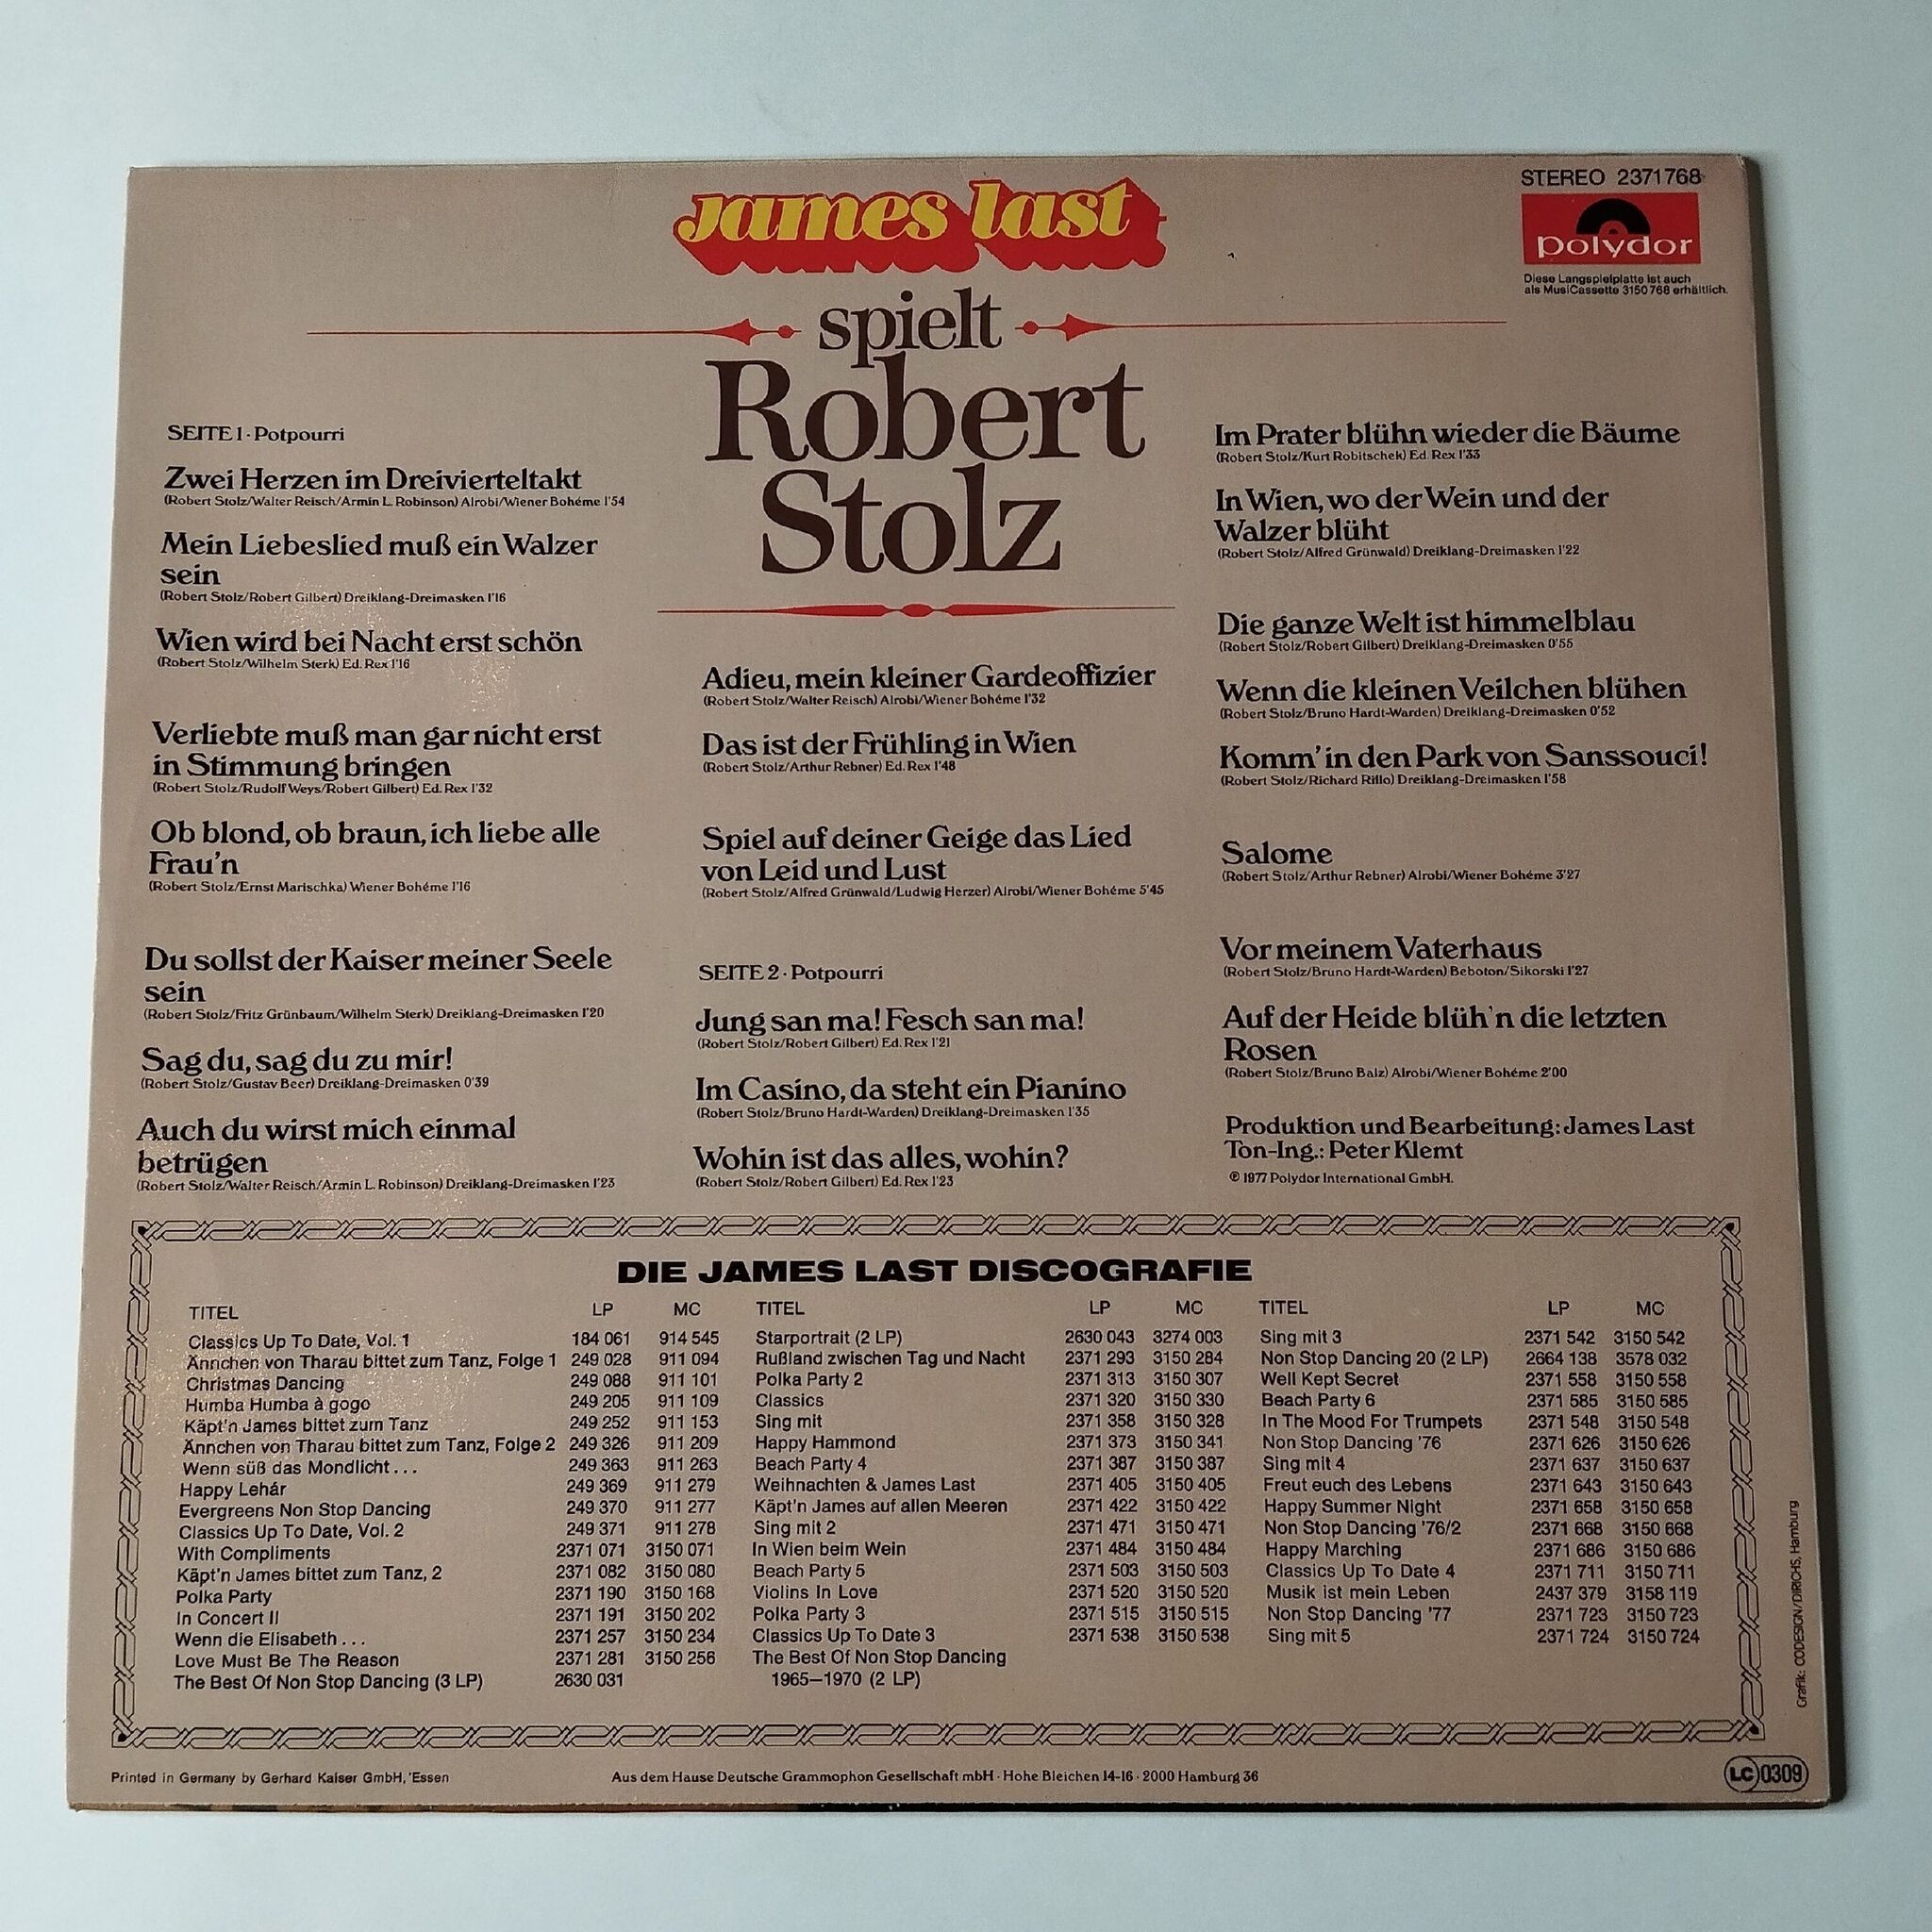 james last
STEREO 2371768
polydor
Diese Langspielplatte ist auch
als MusiCassette 3150768 erhältlich.
spielt
Robert
Stolz
SEITE 1 · Potpourri
Zwei Herzen im Dreivierteltakt
(Robert Stolz/Walter Reisch/Armin L. Robinson) Alrobi/Wiener Bohéme 1'54
Mein Liebeslied muß ein Walzer
sein
(Robert Stolz/Robert Gilbert) Dreiklang-Dreimasken 1'16
Wien wird bei Nacht erst schön
(Robert Stolz/Wilhelm Sterk) Ed. Rex 1'16
Verliebte muß man gar nicht erst
in Stimmung bringen
(Robert Stolz/Rudolf Weys/Robert Gilbert) Ed. Rex 1'32
Ob blond, ob braun, ich liebe alle
Frau'n
(Robert Stolz/Ernst Marischka) Wiener Bohéme 1'16
Du sollst der Kaiser meiner Seele
sein
(Robert Stolz/Fritz Grünbaum/Wilhelm Sterk) Dreiklang-Dreimasken 1'20
Sag du, sag du zu mir!
(Robert Stolz/Gustav Beer) Dreiklang-Dreimasken 0'39
Auch du wirst mich einmal
betrügen
(Robert Stolz/Walter Reisch/Armin L. Robinson) Dreiklang-Dreimasken 1'23
Adieu, mein kleiner Gardeoffizier
(Robert Stolz/Walter Reisch) Alrobi/Wiener Bohéme 1'32
Das ist der Frühling in Wien
(Robert Stolz/Arthur Rebner) Ed. Rex 1'48
Spiel auf deiner Geige das Lied
von Leid und Lust
(Robert Stolz/Alfred Grünwald/Ludwig Herzer) Alrobi/Wiener Bohéme 5'45
SEITE 2 · Potpourri
Jung san ma! Fesch san ma!
(Robert Stolz/Robert Gilbert) Ed. Rex 1'21
Im Casino, da steht ein Pianino
(Robert Stolz/Bruno Hardt-Warden) Dreiklang-Dreimasken 1'35
Wohin ist das alles, wohin?
(Robert Stolz/Robert Gilbert) Ed. Rex 1'23
Im Prater blühn wieder die Bäume
(Robert Stolz/Kurt Robitschek) Ed. Rex 1'33
In Wien, wo der Wein und der
Walzer blüht
(Robert Stolz/Alfred Grünwald) Dreiklang-Dreimasken 1'22
Die ganze Welt ist himmelblau
(Robert Stolz/Robert Gilbert) Dreiklang-Dreimasken 0'55
Wenn die kleinen Veilchen blühen
(Robert Stolz/Bruno Hardt-Warden) Dreiklang-Dreimasken 0'52
Komm' in den Park von Sanssouci!
(Robert Stolz/Richard Rillo) Dreiklang-Dreimasken 1'58
Salome
(Robert Stolz/Arthur Rebner) Alrobi/Wiener Bohéme 3'27
Vor meinem Vaterhaus
(Robert Stolz/Bruno Hardt-Warden) Beboton/Sikorski 1'27
Auf der Heide blüh'n die letzten
Rosen
(Robert Stolz/Bruno Balz) Alrobi/Wiener Bohéme 2'00
Produktion und Bearbeitung: James Last
Ton-Ing.: Peter Klemt
℗ 1977 Polydor International GmbH.
DIE JAMES LAST DISCOGRAFIE
TITEL LP MC
Classics Up To Date, Vol. 1 184 061 914 545
Ännchen von Tharau bittet zum Tanz, Folge 1 249 028 911 094
Christmas Dancing 249 088 911 101
Humba Humba à gogo 249 205 911 109
Käpt'n James bittet zum Tanz 249 252 911 153
Ännchen von Tharau bittet zum Tanz, Folge 2 249 326 911 209
Wenn süß das Mondlicht . . . 249 363 911 263
Happy Lehár 249 369 911 279
Evergreens Non Stop Dancing 249 370 911 277
Classics Up To Date, Vol. 2 249 371 911 278
With Compliments 2371 071 3150 071
Käpt'n James bittet zum Tanz, 2 2371 082 3150 080
Polka Party 2371 190 3150 168
In Concert II 2371 191 3150 202
Wenn die Elisabeth . . . 2371 257 3150 234
Love Must Be The Reason 2371 281 3150 256
The Best Of Non Stop Dancing (3 LP) 2630 031
TITEL LP MC
Starportrait (2 LP) 2630 043 3274 003
Rußland zwischen Tag und Nacht 2371 293 3150 284
Polka Party 2 2371 313 3150 307
Classics 2371 320 3150 330
Sing mit 2371 358 3150 328
Happy Hammond 2371 373 3150 341
Beach Party 4 2371 387 3150 387
Weihnachten & James Last 2371 405 3150 405
Käpt'n James auf allen Meeren 2371 422 3150 422
Sing mit 2 2371 471 3150 471
In Wien beim Wein 2371 484 3150 484
Beach Party 5 2371 503 3150 503
Violins In Love 2371 520 3150 520
Polka Party 3 2371 515 3150 515
Classics Up To Date 3 2371 538 3150 538
The Best Of Non Stop Dancing
1965—1970 (2 LP)
TITEL LP MC
Sing mit 3 2371 542 3150 542
Non Stop Dancing 20 (2 LP) 2664 138 3578 032
Well Kept Secret 2371 558 3150 558
Beach Party 6 2371 585 3150 585
In The Mood For Trumpets 2371 548 3150 548
Non Stop Dancing '76 2371 626 3150 626
Sing mit 4 2371 637 3150 637
Freut euch des Lebens 2371 643 3150 643
Happy Summer Night 2371 658 3150 658
Non Stop Dancing '76/2 2371 668 3150 668
Happy Marching 2371 686 3150 686
Classics Up To Date 4 2371 711 3150 711
Musik ist mein Leben 2437 379 3158 119
Non Stop Dancing '77 2371 723 3150 723
Sing mit 5 2371 724 3150 724
Grafik: CODESIGN/DIRICHS, Hamburg
Printed in Germany by Gerhard Kaiser GmbH, Essen
Aus dem Hause Deutsche Grammophon Gesellschaft mbH · Hohe Bleichen 14-16 · 2000 Hamburg 36
LC 0309